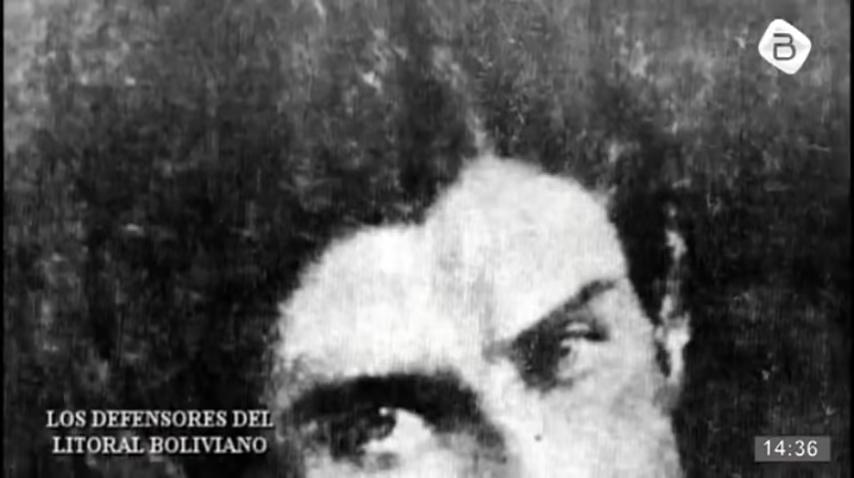 B
LOS DEFENSORES DEL
LITORAL BOLIVIANO
14:36